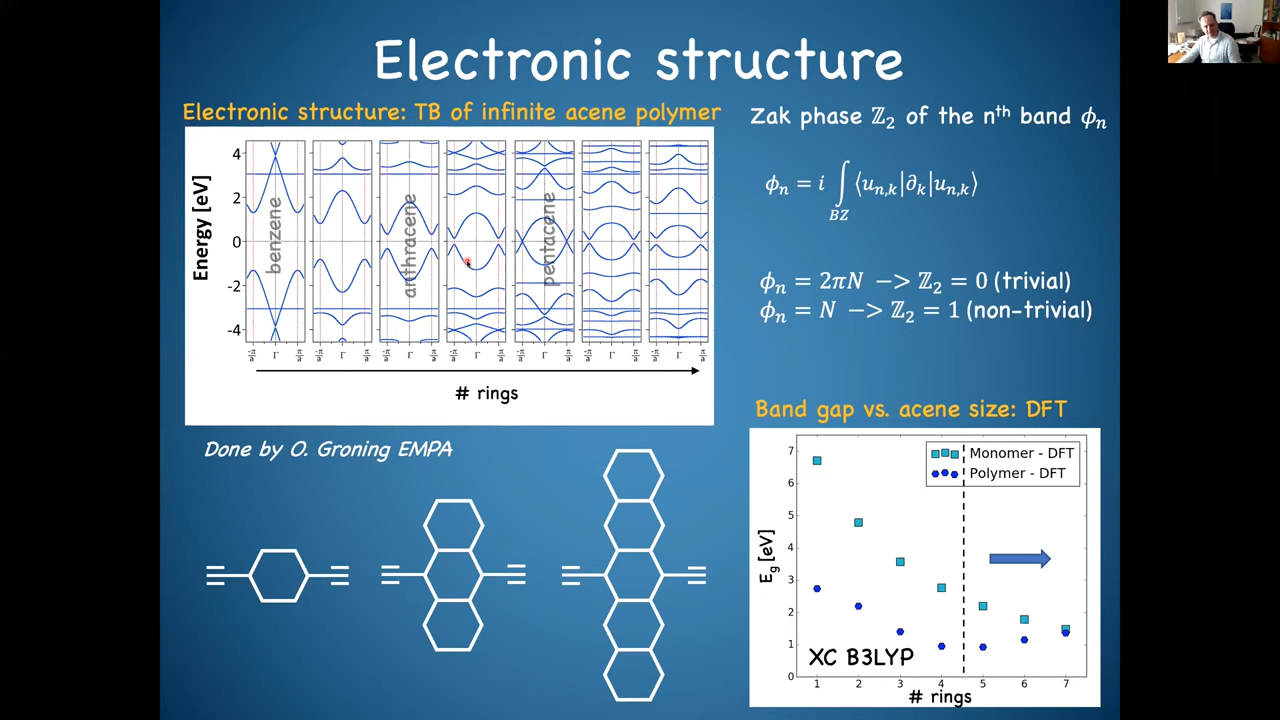 Electronic structure
Electronic structure: TB of infinite acene polymer
Energy [eV]
4
2
0
-2
-4
benzene
anthracene
pentacene
Γ Γ Γ Γ Γ Γ Γ
# rings
Done by O. Groning EMPA
Zak phase ℤ₂ of the nᵗʰ band ϕₙ
ϕₙ = i ∫ ⟨uₙ,ₖ|∂ₖ|uₙ,ₖ⟩
BZ
ϕₙ = 2πN –> ℤ₂ = 0 (trivial)
ϕₙ = N –> ℤ₂ = 1 (non-trivial)
Band gap vs. acene size: DFT
Monomer - DFT
Polymer - DFT
E_g [eV]
7
6
5
4
3
2
1
0
XC B3LYP
1 2 3 4 5 6 7
# rings